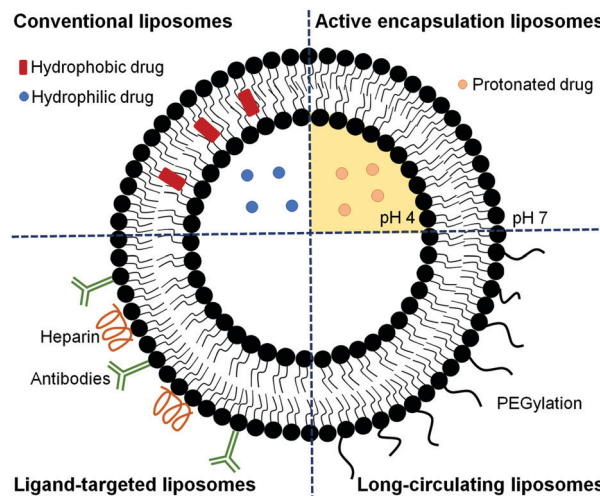 Conventional liposomes
Active encapsulation liposomes
Hydrophobic drug
Hydrophilic drug
Protonated drug
pH 4
pH 7
Heparin
Antibodies
PEGylation
Ligand-targeted liposomes
Long-circulating liposomes